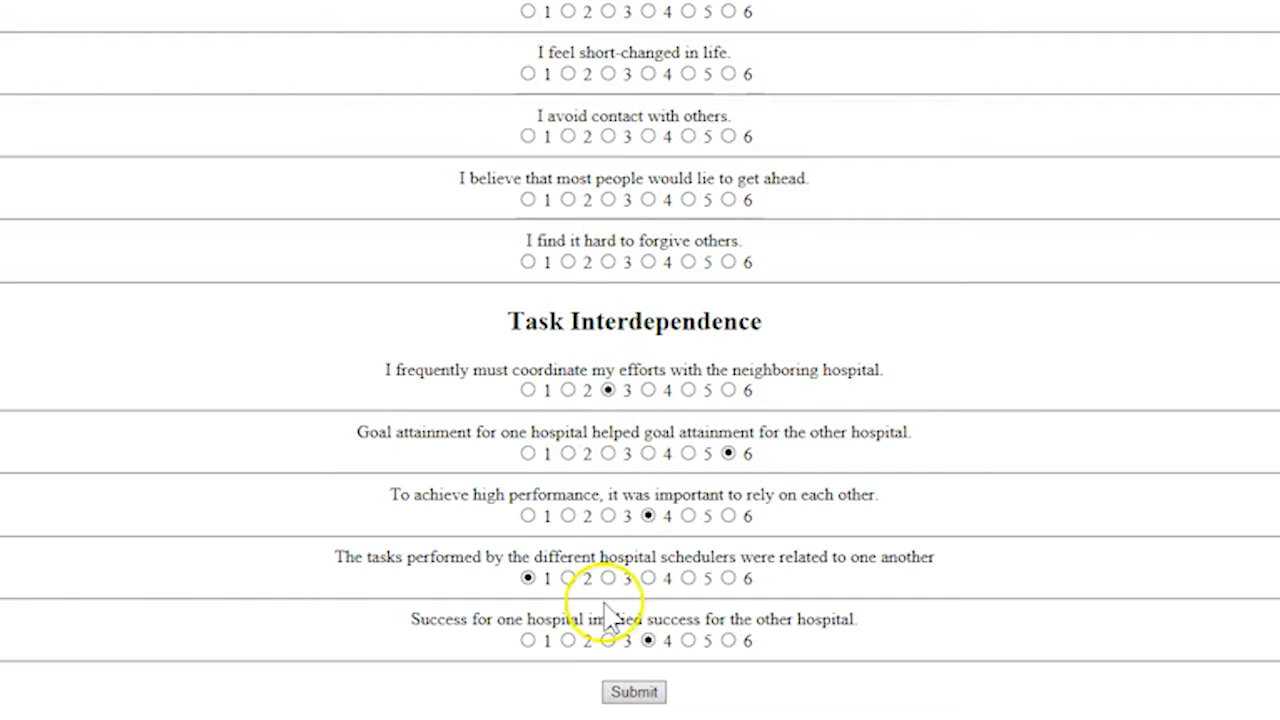 1 2 3 4 5 6
I feel short-changed in life.
1 2 3 4 5 6
I avoid contact with others.
1 2 3 4 5 6
I believe that most people would lie to get ahead.
1 2 3 4 5 6
I find it hard to forgive others.
1 2 3 4 5 6
Task Interdependence
I frequently must coordinate my efforts with the neighboring hospital.
1 2 3 4 5 6
Goal attainment for one hospital helped goal attainment for the other hospital.
1 2 3 4 5 6
To achieve high performance, it was important to rely on each other.
1 2 3 4 5 6
The tasks performed by the different hospital schedulers were related to one another
1 2 3 4 5 6
Success for one hospital implied success for the other hospital.
1 2 3 4 5 6
Submit